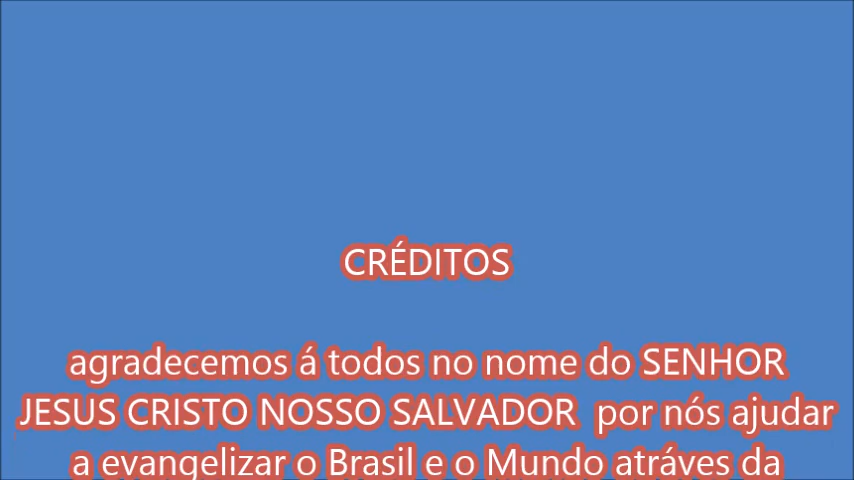 CRÉDITOS
agradecemos á todos no nome do SENHOR
JESUS CRISTO NOSSO SALVADOR por nós ajudar
a evangelizar o Brasil e o Mundo atráves da